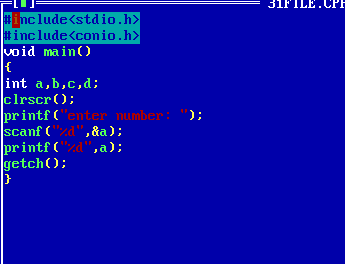 [▮] 31FILE.CPP
#include<stdio.h>
#include<conio.h>
void main()
{
int a,b,c,d;
clrscr();
printf("enter number: ");
scanf("%d",&a);
printf("%d",a);
getch();
}